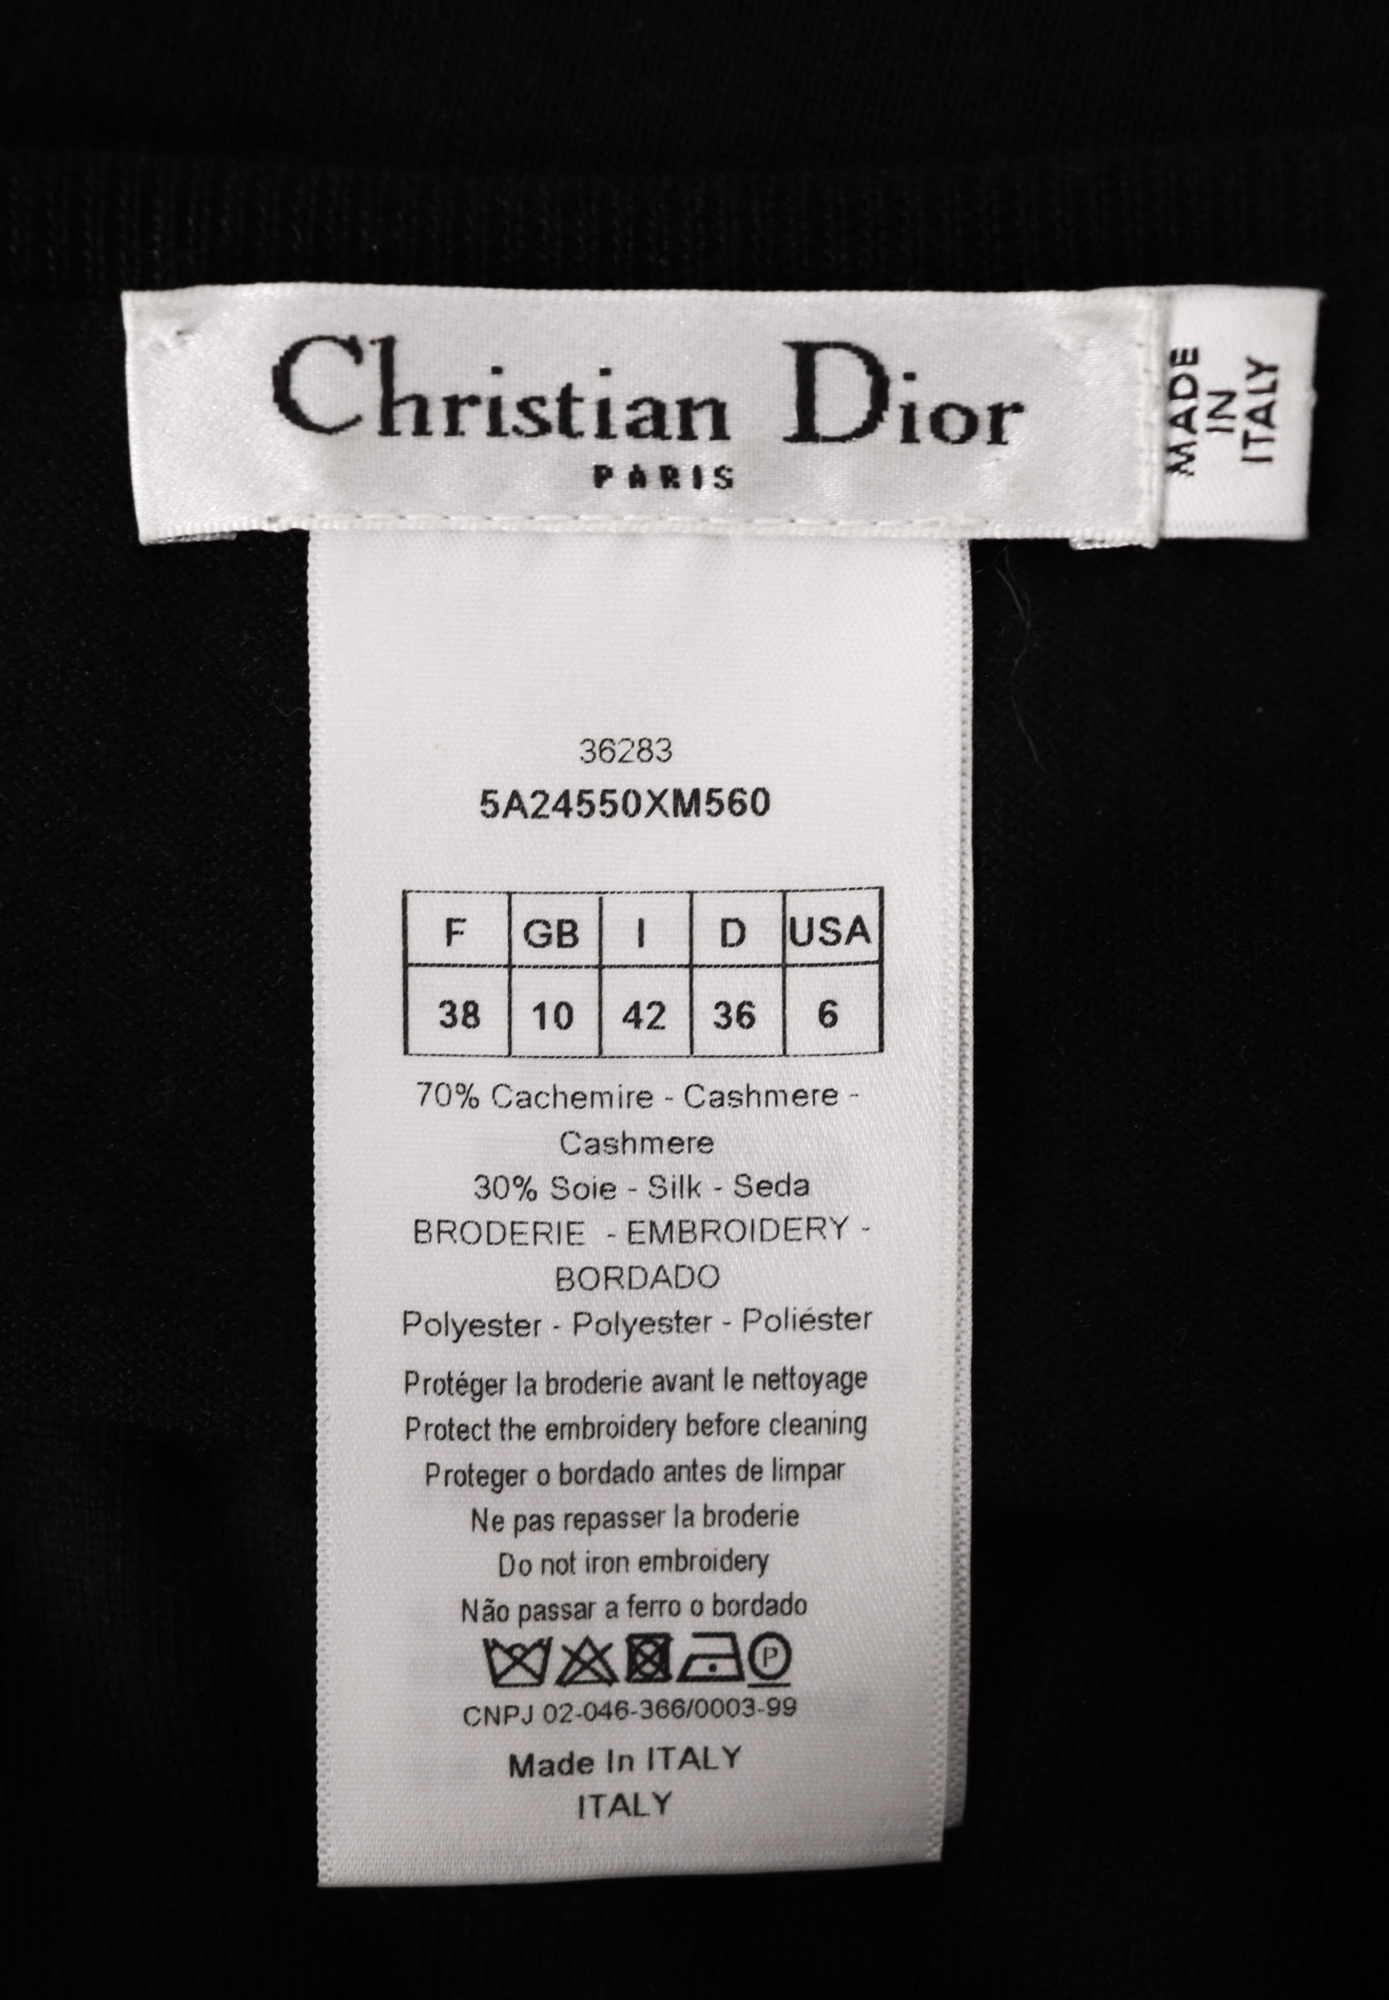 Christian Dior
PARIS
MADE
IN
ITALY
36283
5A24550XM560
F GB I D USA
38 10 42 36 6
70% Cachemire - Cashmere -
Cashmere
30% Soie - Silk - Seda
BRODERIE - EMBROIDERY -
BORDADO
Polyester - Polyester - Poliéster
Protéger la broderie avant le nettoyage
Protect the embroidery before cleaning
Proteger o bordado antes de limpar
Ne pas repasser la broderie
Do not iron embroidery
Não passar a ferro o bordado
P
CNPJ 02-046-366/0003-99
Made In ITALY
ITALY